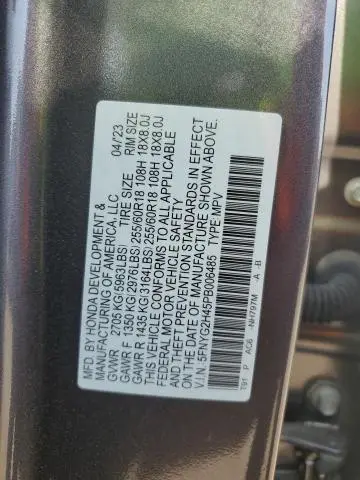 MFD. BY HONDA DEVELOPMENT &
MANUFACTURING OF AMERICA, LLC 04/23
GVWR 2705 KG(5963LBS) TIRE SIZE RIM SIZE
GAWR F 1350 KG(2976LBS) 255/60R18 108H 18X8.0J
GAWR R 1435 KG(3164LBS) 255/60R18 108H 18X8.0J
THIS VEHICLE CONFORMS TO ALL APPLICABLE
FEDERAL MOTOR VEHICLE SAFETY
AND THEFT PREVENTION STANDARDS IN EFFECT
ON THE DATE OF MANUFACTURE SHOWN ABOVE.
V.I.N.:5FNYG2H45PB006485 TYPE:MPV
T91 P AC6 -NH797M -A -B